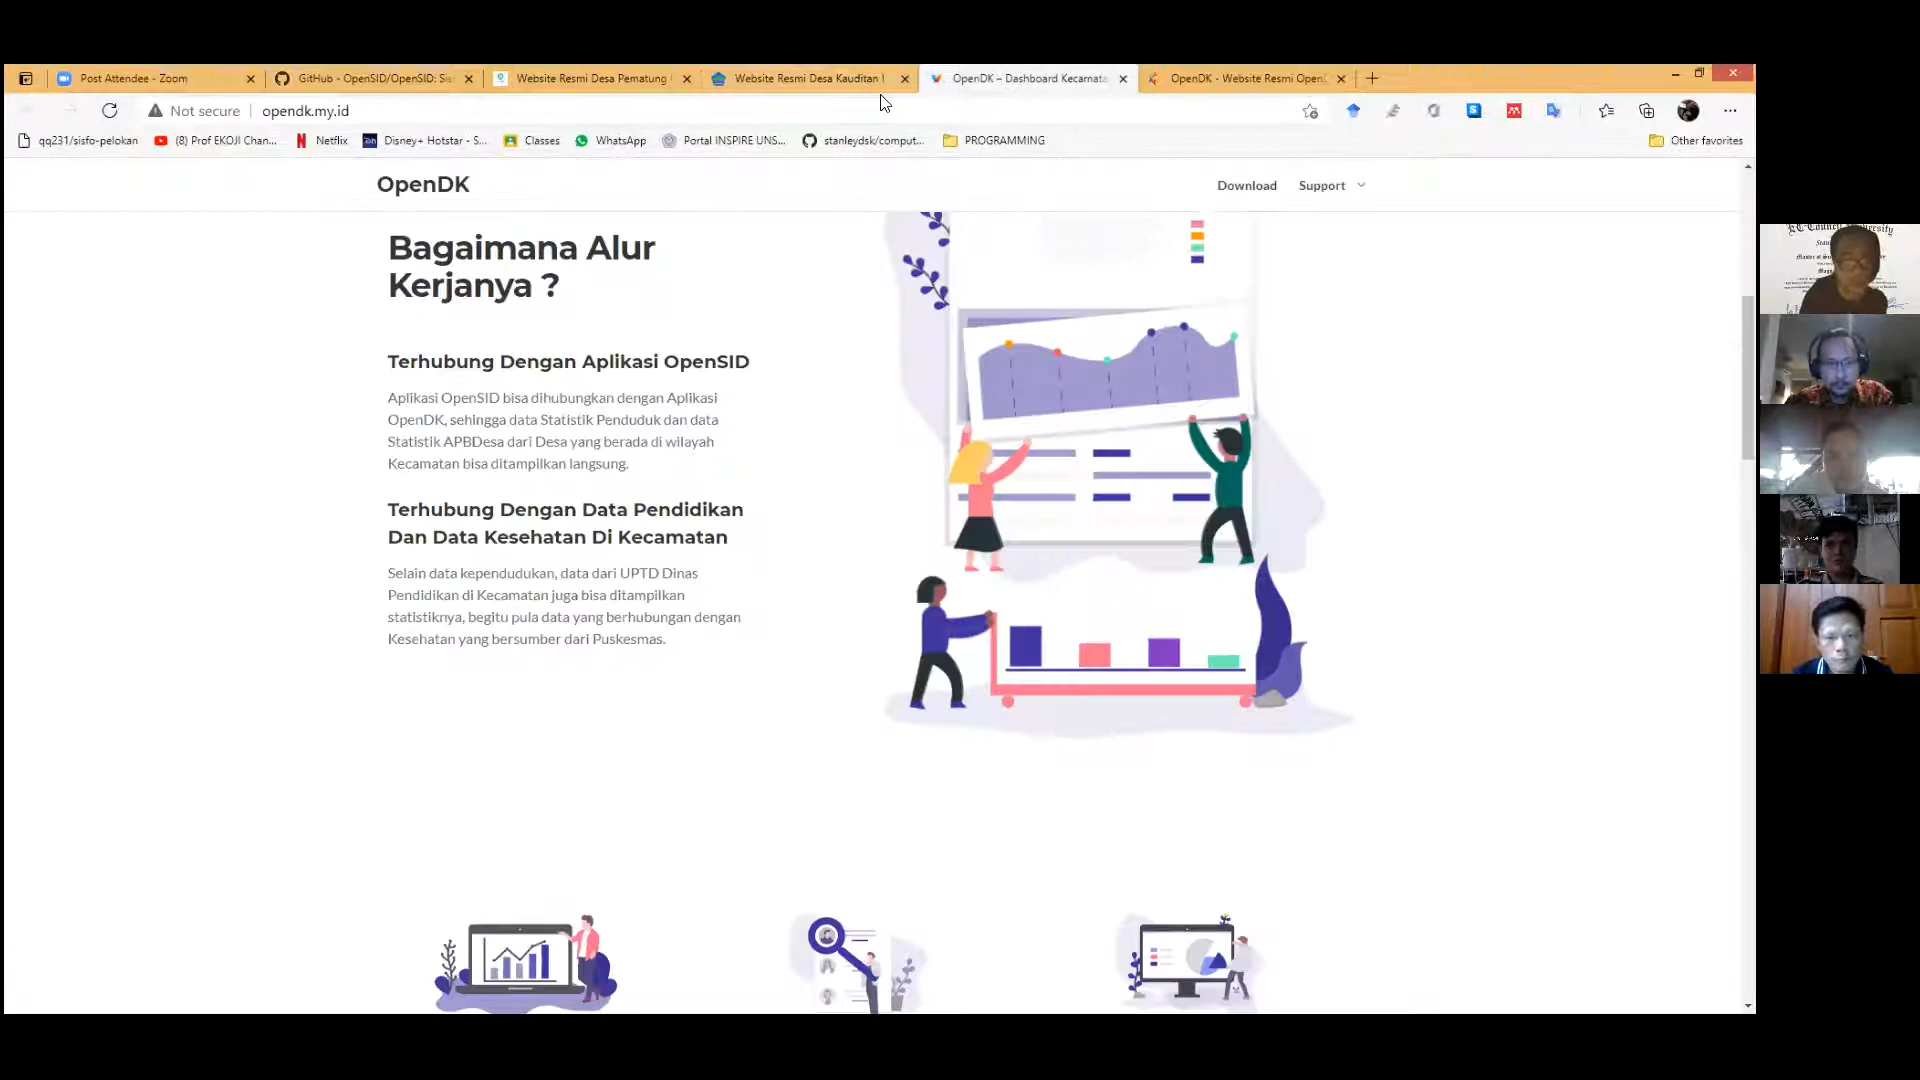 Post Attendee - Zoom
GitHub - OpenSID/OpenSID: Sis
Website Resmi Desa Pematung
Website Resmi Desa Kauditan I
OpenDK – Dashboard Kecamata
OpenDK - Website Resmi Open
Not secure
opendk.my.id
qq231/sisfo-pelokan
(8) Prof EKOJI Chan...
Netflix
Disney+ Hotstar - S...
Classes
WhatsApp
Portal INSPIRE UNS...
stanleydsk/comput...
PROGRAMMING
Other favorites
OpenDK
Download
Support
Bagaimana Alur
Kerjanya ?
Terhubung Dengan Aplikasi OpenSID
Aplikasi OpenSID bisa dihubungkan dengan Aplikasi
OpenDK, sehingga data Statistik Penduduk dan data
Statistik APBDesa dari Desa yang berada di wilayah
Kecamatan bisa ditampilkan langsung.
Terhubung Dengan Data Pendidikan
Dan Data Kesehatan Di Kecamatan
Selain data kependudukan, data dari UPTD Dinas
Pendidikan di Kecamatan juga bisa ditampilkan
statistiknya, begitu pula data yang berhubungan dengan
Kesehatan yang bersumber dari Puskesmas.